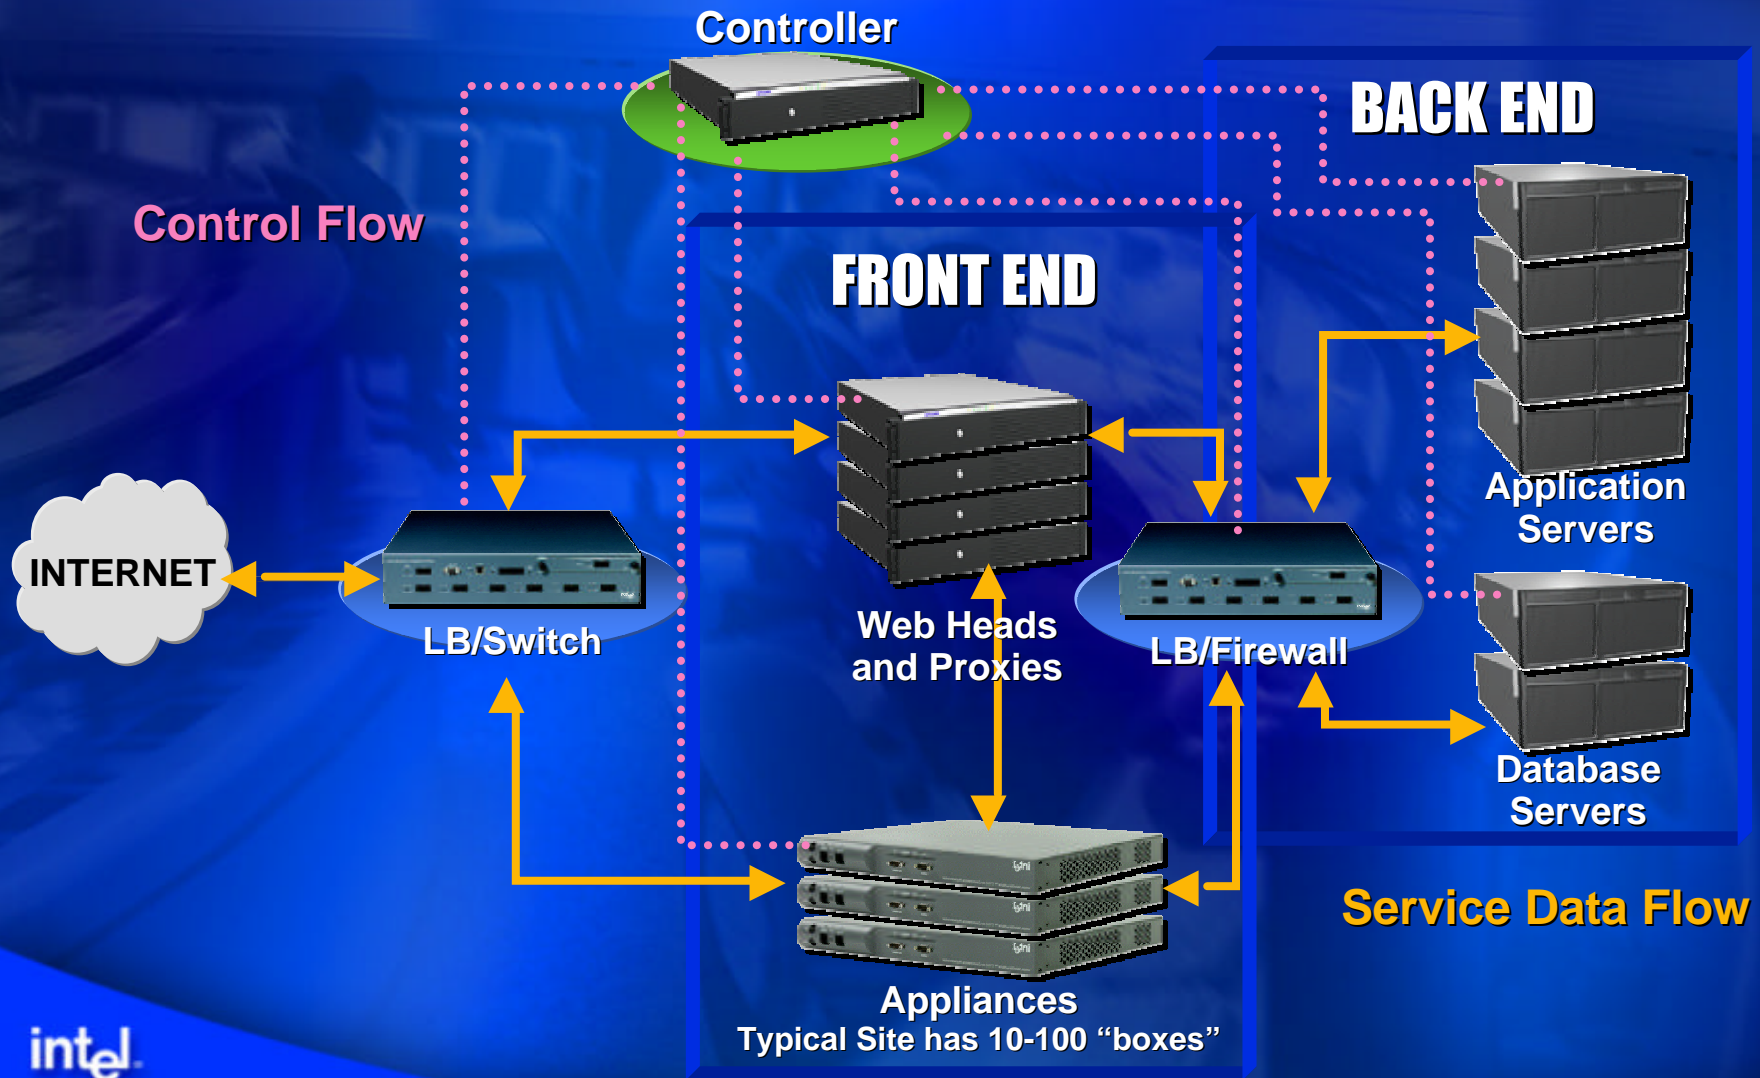 Controller
BACK END
Control Flow
FRONT END
Application
Servers
INTERNET
LB/Switch
Web Heads
and Proxies
LB/Firewall
Database
Servers
Service Data Flow
Appliances
Typical Site has 10-100 “boxes”
intel.